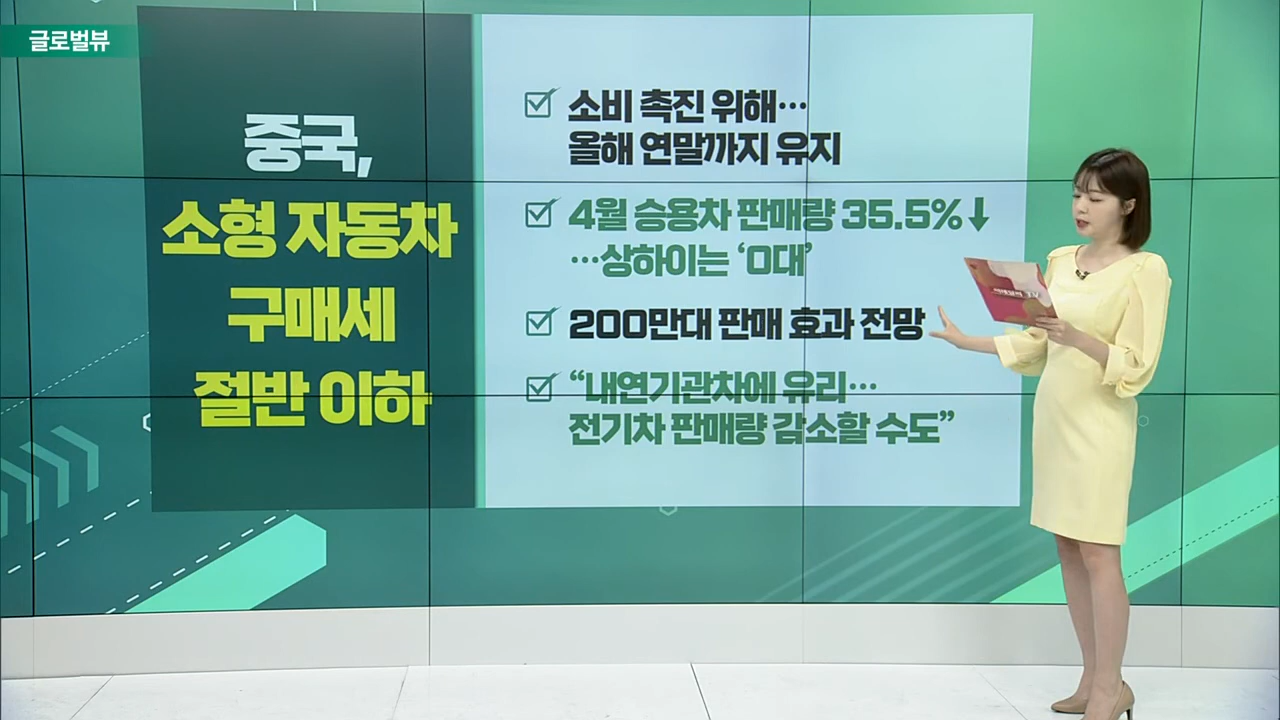 글로벌뷰
중국,
소형 자동차
구매세
절반 이하
소비 촉진 위해…
올해 연말까지 유지
4월 승용차 판매량 35.5%↓
…상하이는 ‘0대’
200만대 판매 효과 전망
“내연기관차에 유리…
전기차 판매량 감소할 수도”